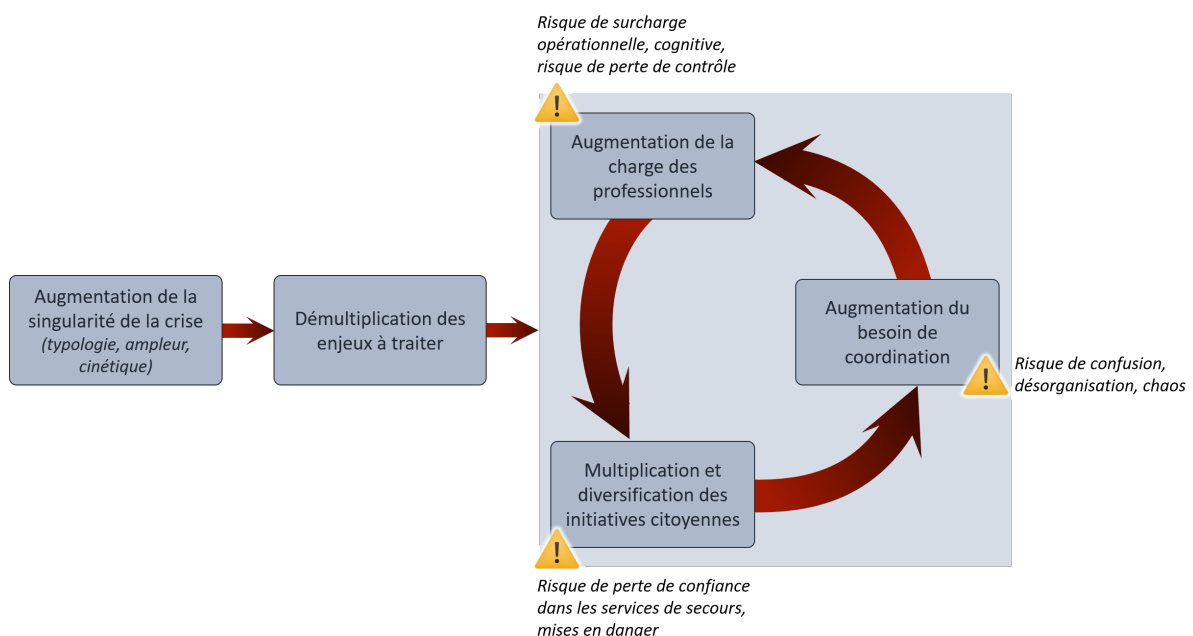 Risque de surcharge
opérationnelle, cognitive,
risque de perte de contrôle
Augmentation de la
charge des
professionnels
Augmentation de la
singularité de la crise
(typologie, ampleur,
cinétique)
Démultiplication des
enjeux à traiter
Augmentation du
besoin de
coordination
Risque de confusion,
désorganisation, chaos
Multiplication et
diversification des
initiatives citoyennes
Risque de perte de confiance
dans les services de secours,
mises en danger